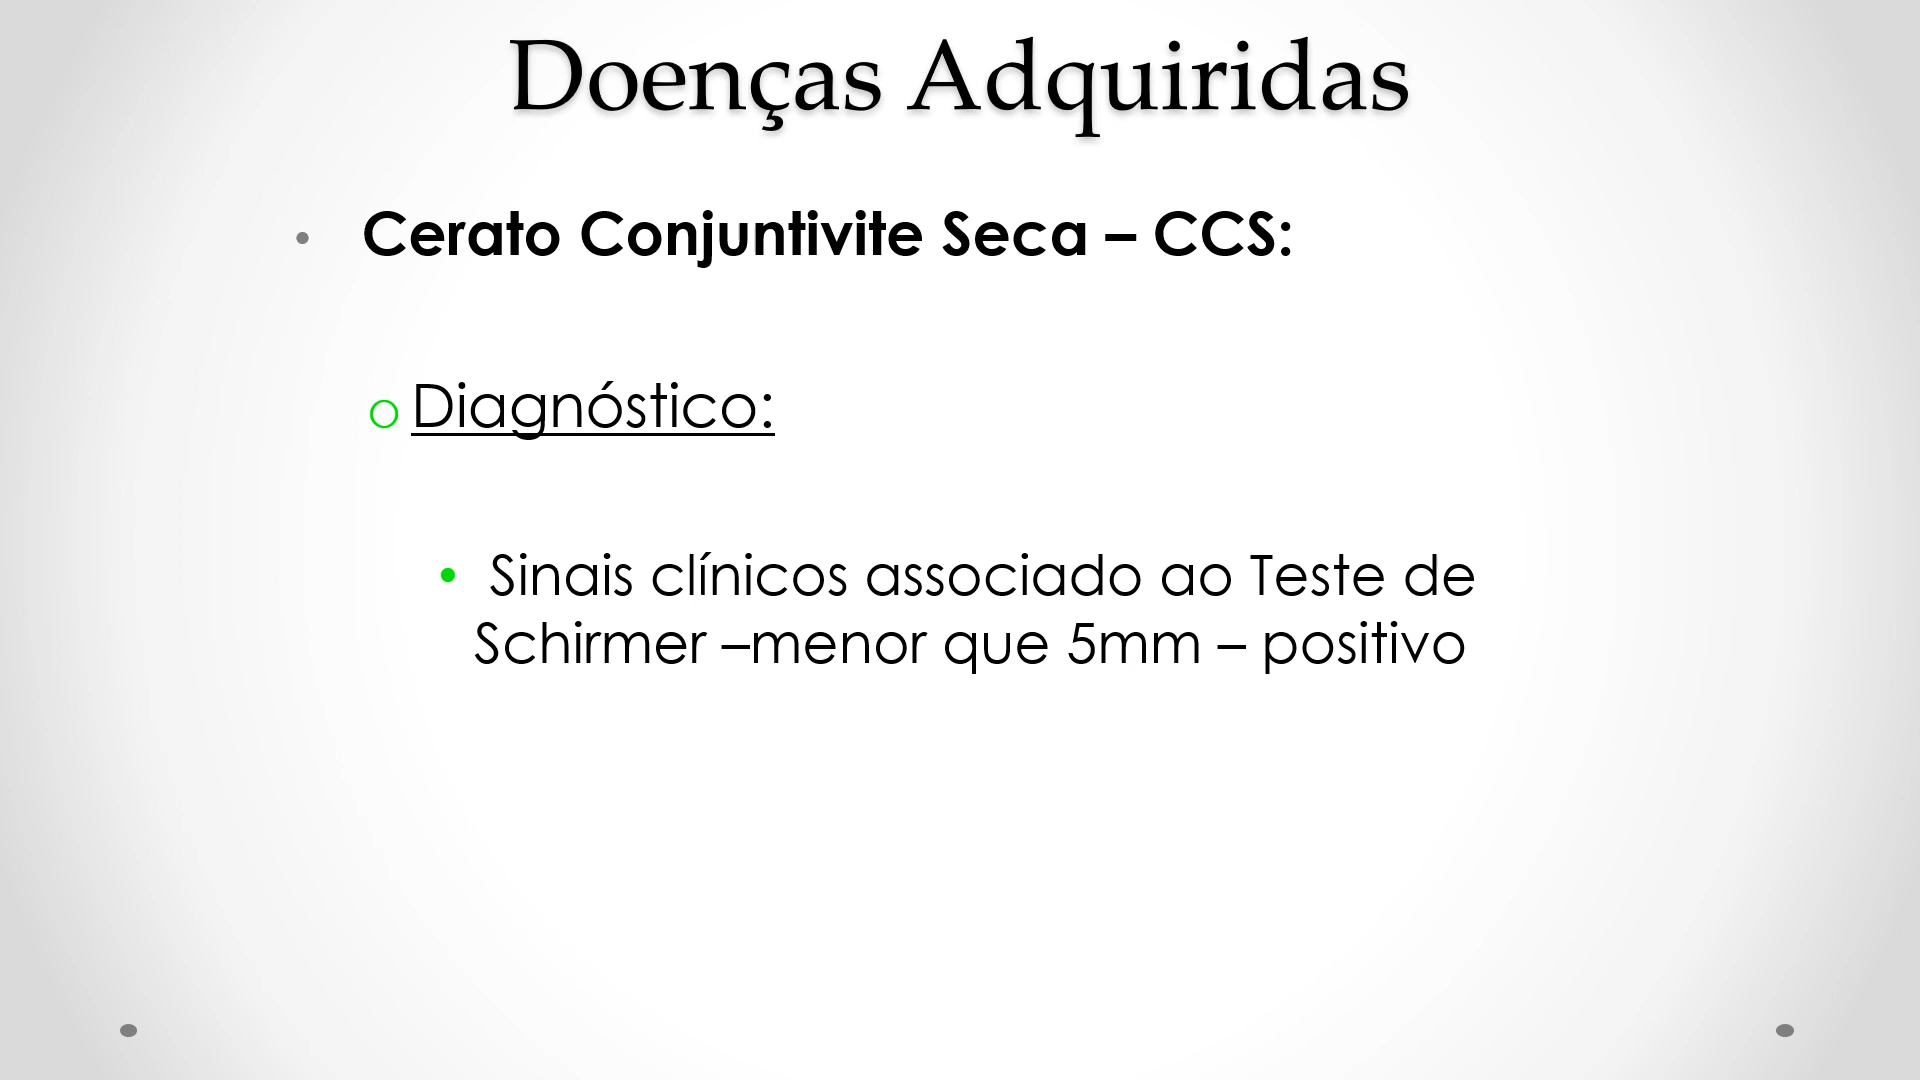 Doenças Adquiridas
• Cerato Conjuntivite Seca – CCS:
o Diagnóstico:
• Sinais clínicos associado ao Teste de
Schirmer –menor que 5mm – positivo